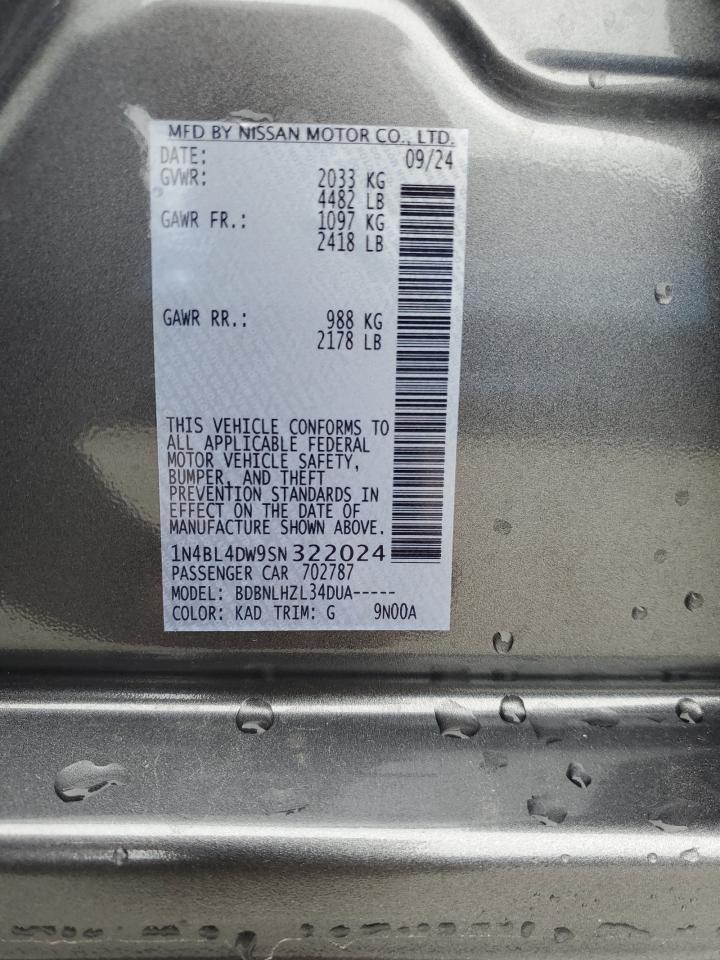 MFD BY NISSAN MOTOR CO., LTD.
DATE: 09/24
GVWR: 2033 KG
4482 LB
GAWR FR.: 1097 KG
2418 LB
GAWR RR.: 988 KG
2178 LB
THIS VEHICLE CONFORMS TO
ALL APPLICABLE FEDERAL
MOTOR VEHICLE SAFETY,
BUMPER, AND THEFT
PREVENTION STANDARDS IN
EFFECT ON THE DATE OF
MANUFACTURE SHOWN ABOVE.
1N4BL4DW9SN322024
PASSENGER CAR 702787
MODEL: BDBNLHZL34DUA-----
COLOR: KAD TRIM: G 9N00A